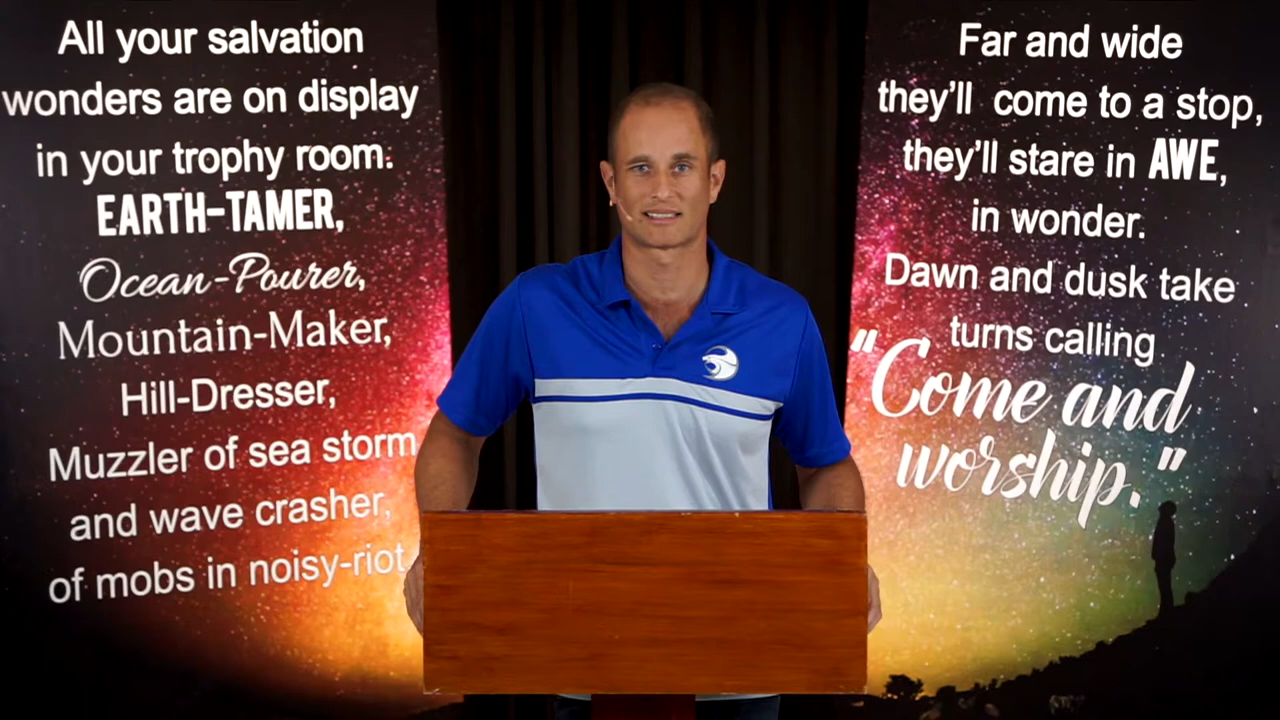 All your salvation
wonders are on display
in your trophy room.
EARTH-TAMER,
Ocean-Pourer,
Mountain-Maker,
Hill-Dresser,
Muzzler of sea storm
and wave crasher,
of mobs in noisy-riot
Far and wide
they'll come to a stop,
they'll stare in AWE,
in wonder.
Dawn and dusk take
turns calling
"Come and
worship."